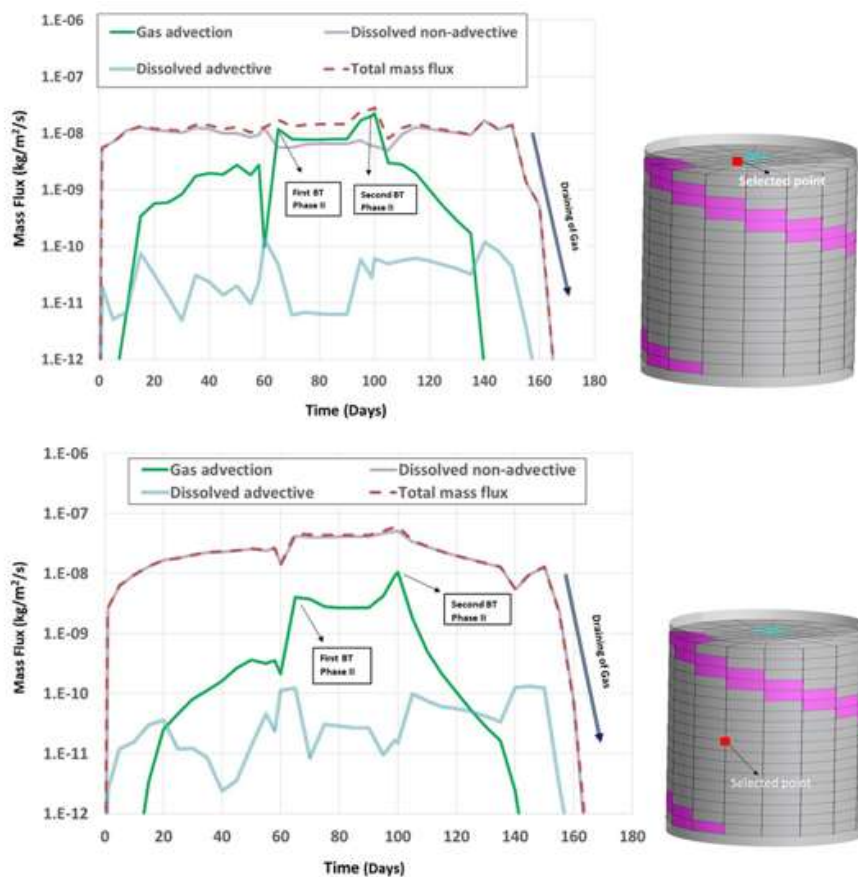 Gas advection
Dissolved non-advective
Dissolved advective
Total mass flux
Mass Flux (kg/m²/s)
1.E-06
1.E-07
1.E-08
1.E-09
1.E-10
1.E-11
1.E-12
First BT
Phase II
Second BT
Phase II
Draining of Gas
0 20 40 60 80 100 120 140 160 180
Time (Days)
Selected point
Gas advection
Dissolved non-advective
Dissolved advective
Total mass flux
Mass Flux (kg/m²/s)
1.E-06
1.E-07
1.E-08
1.E-09
1.E-10
1.E-11
1.E-12
First BT
Phase II
Second BT
Phase II
Draining of Gas
0 20 40 60 80 100 120 140 160 180
Time (Days)
Selected point